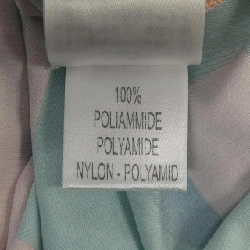 100%
POLIAMMIDE
POLYAMIDE
NYLON - POLYAMID